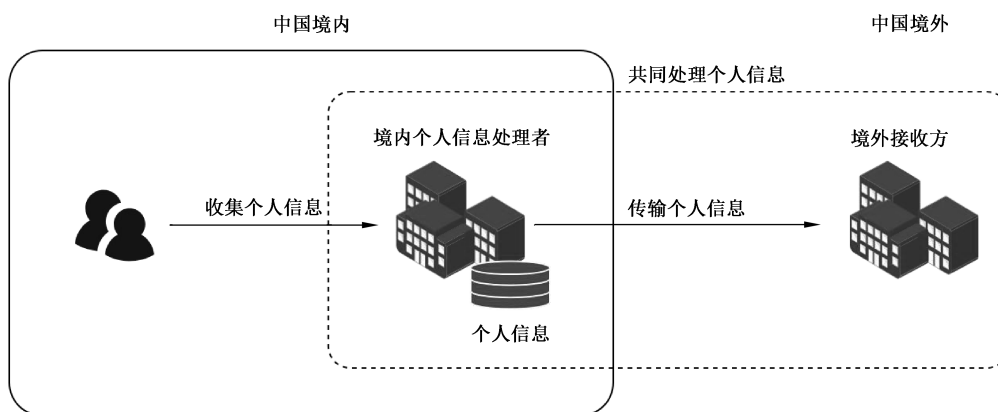 中国境内
中国境外
共同处理个人信息
境内个人信息处理者
境外接收方
收集个人信息
传输个人信息
个人信息